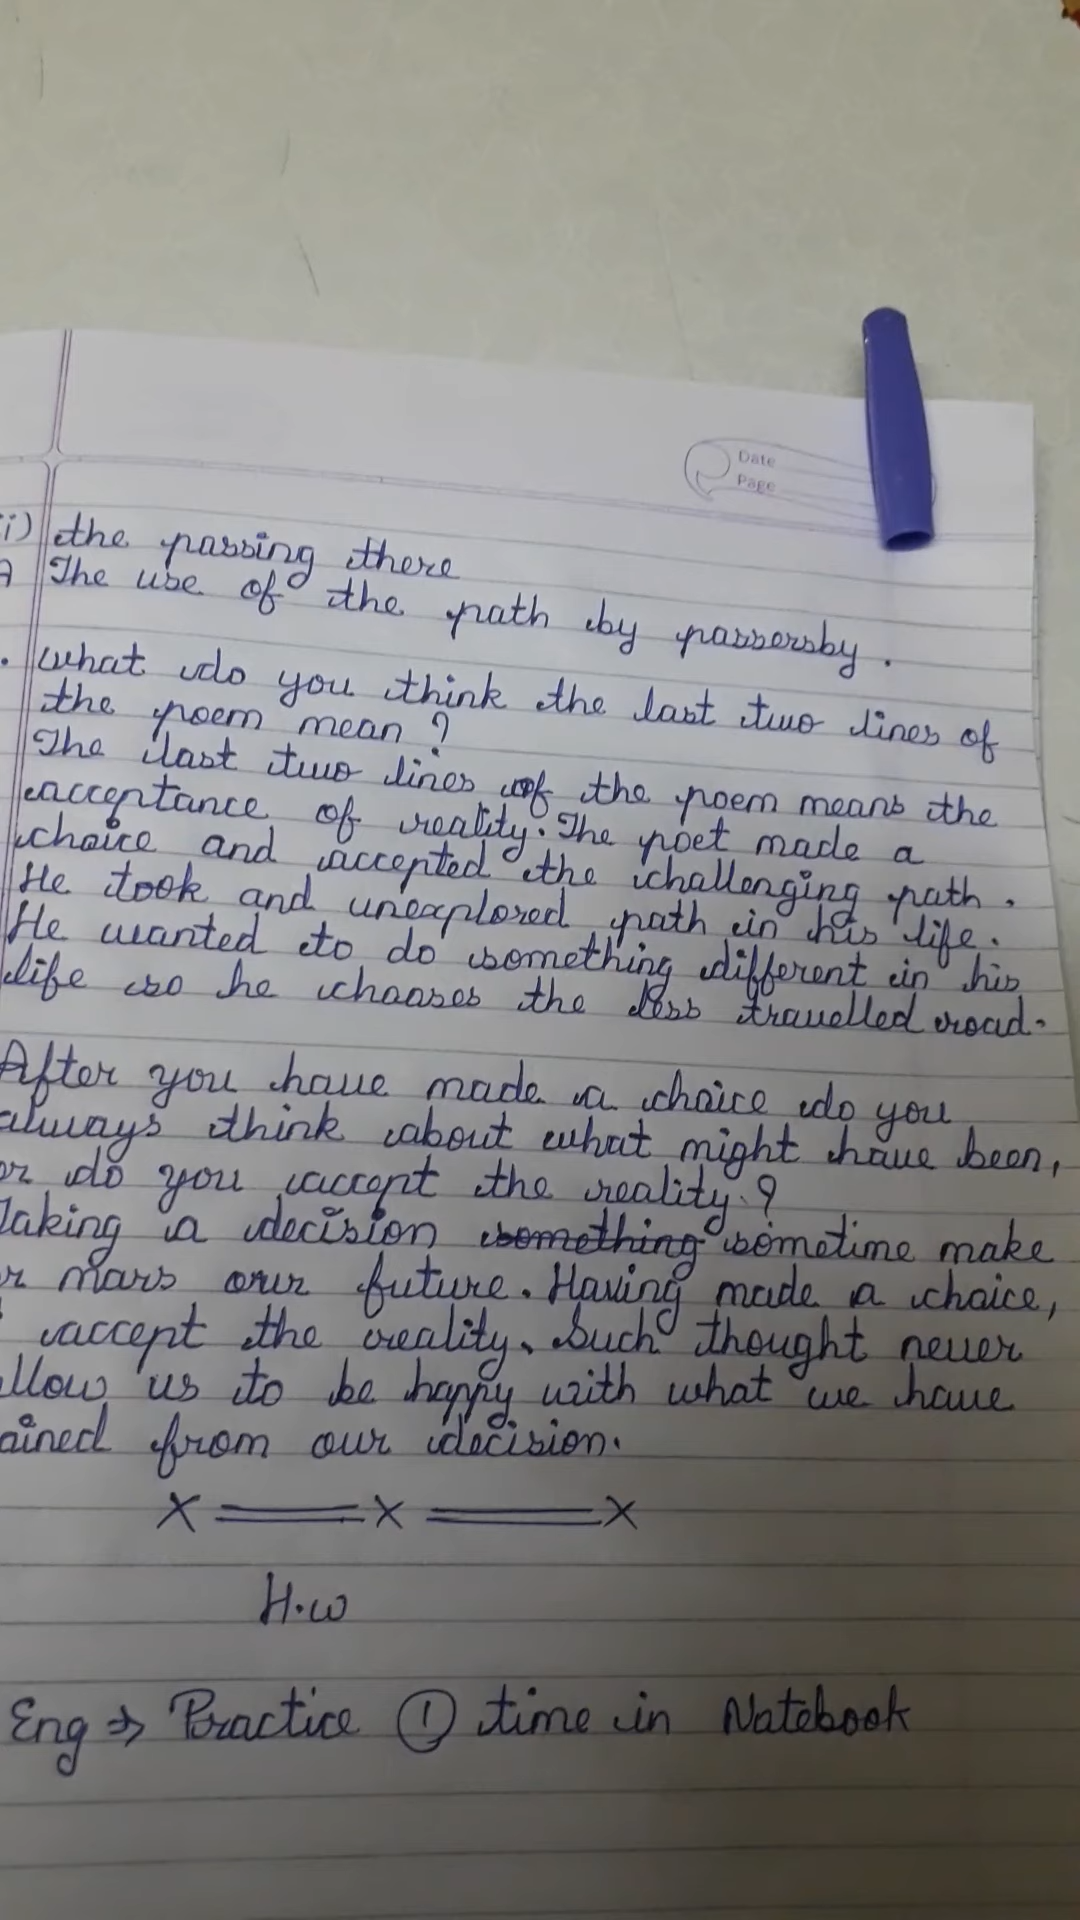 Date
Page
i) the passing there
The use of the path by passersby.
. What do you think the last two lines of
the poem mean ?
The last two lines of the poem means the
acceptance of reality. The poet made a
choice and accepted the challenging path.
He took and unexplored path in his life.
He wanted to do something different in his
life so he chooses the less travelled road.
After you have made a choice do you
always think about what might have been,
or do you accept the reality ?
Taking a decision something sometime make
or mars our future. Having made a choice,
accept the reality. Such thought never
llow us to be happy with what we have
ained from our decision.
X == X == X
H.W
Eng ⇒ Practice ① time in Notebook